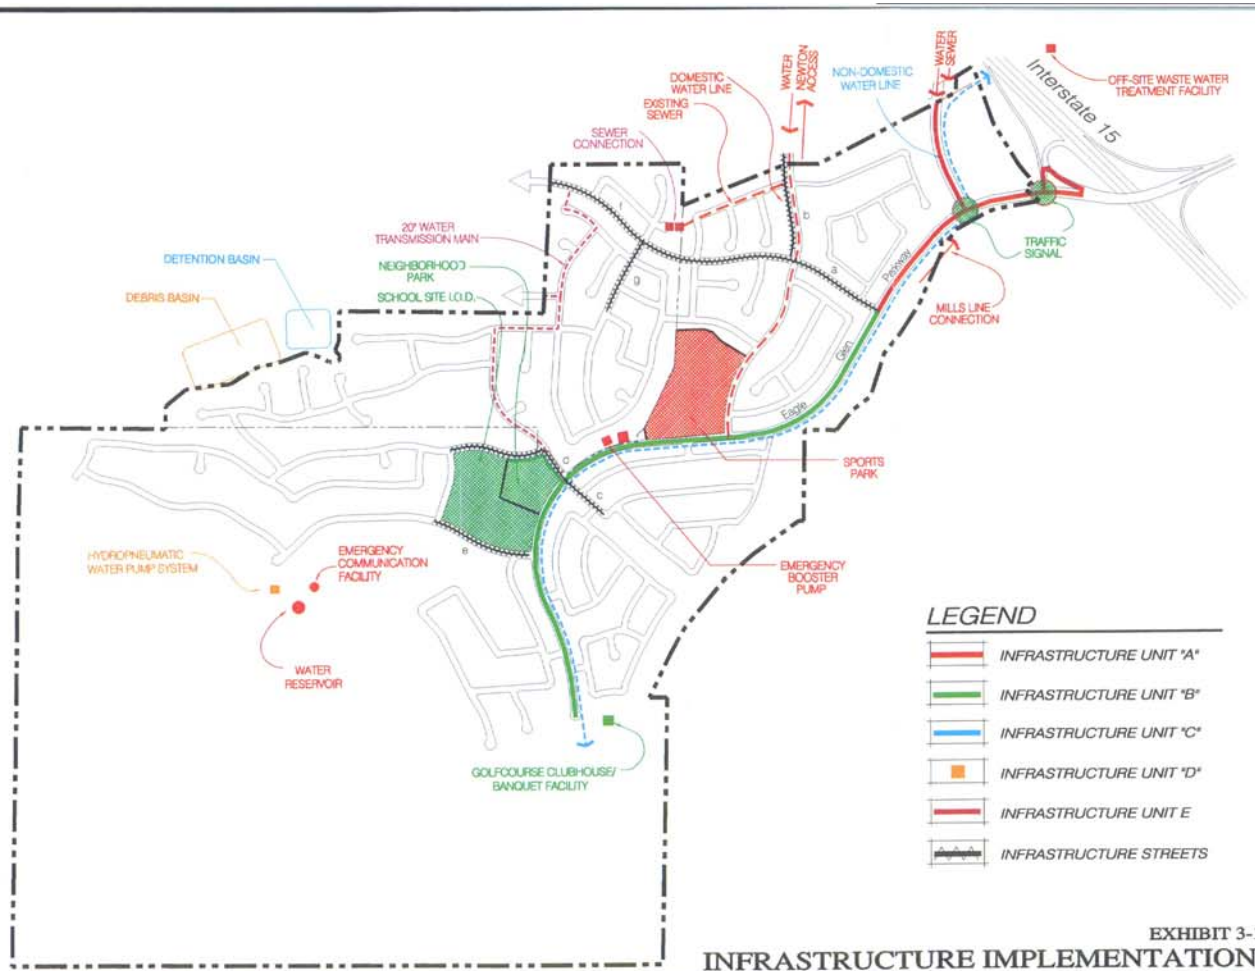 WATER
NEWTON
ACCESS
WATER
SEWER
DOMESTIC
WATER LINE
NON-DOMESTIC
WATER LINE
Interstate 15
OFF-SITE WASTE WATER
TREATMENT FACILITY
EXISTING
SEWER
SEWER
CONNECTION
f
b
a
g
20" WATER
TRANSMISSION MAIN
NEIGHBORHOOD
PARK
SCHOOL SITE I.O.D.
DETENTION BASIN
DEBRIS BASIN
TRAFFIC
SIGNAL
MILLS LINE
CONNECTION
Eagle
Glen
Parkway
SPORTS
PARK
d
c
e
HYDROPNEUMATIC
WATER PUMP SYSTEM
EMERGENCY
COMMUNICATION
FACILITY
WATER
RESERVOIR
EMERGENCY
BOOSTER
PUMP
GOLFCOURSE CLUBHOUSE/
BANQUET FACILITY
LEGEND
INFRASTRUCTURE UNIT "A"
INFRASTRUCTURE UNIT "B"
INFRASTRUCTURE UNIT "C"
INFRASTRUCTURE UNIT "D"
INFRASTRUCTURE UNIT E
INFRASTRUCTURE STREETS
EXHIBIT 3-
INFRASTRUCTURE IMPLEMENTATION